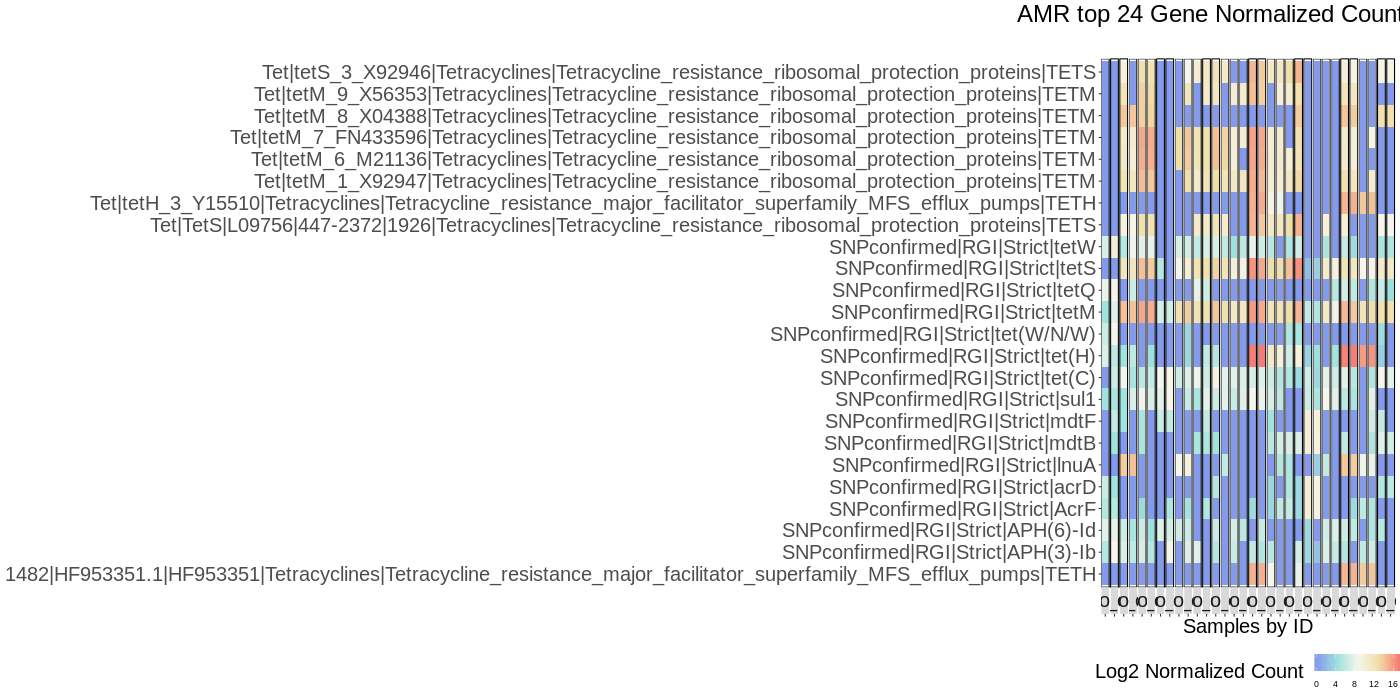 AMR top 24 Gene Normalized Count
Tet|tetS_3_X92946|Tetracyclines|Tetracycline_resistance_ribosomal_protection_proteins|TETS
Tet|tetM_9_X56353|Tetracyclines|Tetracycline_resistance_ribosomal_protection_proteins|TETM
Tet|tetM_8_X04388|Tetracyclines|Tetracycline_resistance_ribosomal_protection_proteins|TETM
Tet|tetM_7_FN433596|Tetracyclines|Tetracycline_resistance_ribosomal_protection_proteins|TETM
Tet|tetM_6_M21136|Tetracyclines|Tetracycline_resistance_ribosomal_protection_proteins|TETM
Tet|tetM_1_X92947|Tetracyclines|Tetracycline_resistance_ribosomal_protection_proteins|TETM
Tet|tetH_3_Y15510|Tetracyclines|Tetracycline_resistance_major_facilitator_superfamily_MFS_efflux_pumps|TETH
Tet|TetS|L09756|447-2372|1926|Tetracyclines|Tetracycline_resistance_ribosomal_protection_proteins|TETS
SNPconfirmed|RGI|Strict|tetW
SNPconfirmed|RGI|Strict|tetS
SNPconfirmed|RGI|Strict|tetQ
SNPconfirmed|RGI|Strict|tetM
SNPconfirmed|RGI|Strict|tet(W/N/W)
SNPconfirmed|RGI|Strict|tet(H)
SNPconfirmed|RGI|Strict|tet(C)
SNPconfirmed|RGI|Strict|sul1
SNPconfirmed|RGI|Strict|mdtF
SNPconfirmed|RGI|Strict|mdtB
SNPconfirmed|RGI|Strict|lnuA
SNPconfirmed|RGI|Strict|acrD
SNPconfirmed|RGI|Strict|AcrF
SNPconfirmed|RGI|Strict|APH(6)-Id
SNPconfirmed|RGI|Strict|APH(3)-Ib
1482|HF953351.1|HF953351|Tetracyclines|Tetracycline_resistance_major_facilitator_superfamily_MFS_efflux_pumps|TETH
Samples by ID
Log2 Normalized Count
0 4 8 12 16